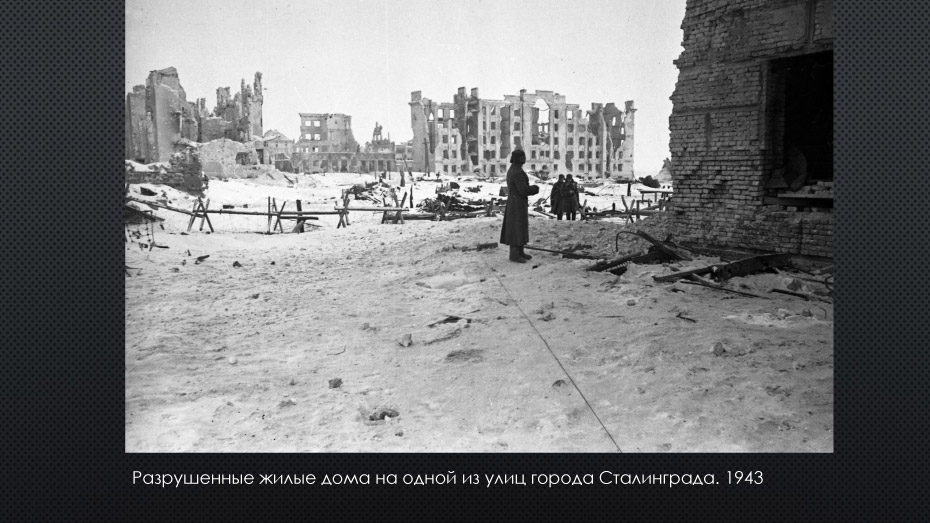 Разрушенные жилые дома на одной из улиц города Сталинграда. 1943